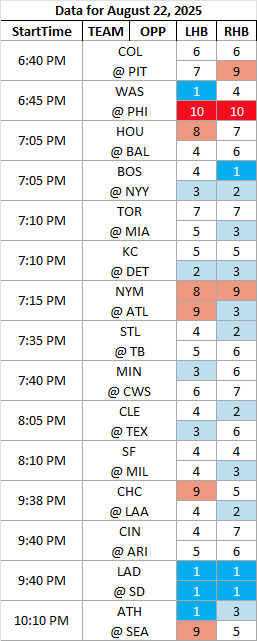 Data for August 22, 2025
StartTime TEAM OPP LHB RHB
6:40 PM
COL 6 6
@ PIT 7 9
6:45 PM
WAS 1 4
@ PHI 10 10
7:05 PM
HOU 8 7
@ BAL 4 6
7:05 PM
BOS 4 1
@ NYY 3 2
7:10 PM
TOR 7 7
@ MIA 5 3
7:10 PM
KC 5 5
@ DET 2 3
7:15 PM
NYM 8 9
@ ATL 9 3
7:35 PM
STL 4 2
@ TB 5 6
7:40 PM
MIN 3 6
@ CWS 6 7
8:05 PM
CLE 4 2
@ TEX 3 6
8:10 PM
SF 4 4
@ MIL 4 3
9:38 PM
CHC 9 5
@ LAA 4 2
9:40 PM
CIN 4 7
@ ARI 5 6
9:40 PM
LAD 1 1
@ SD 1 1
10:10 PM
ATH 1 3
@ SEA 9 5